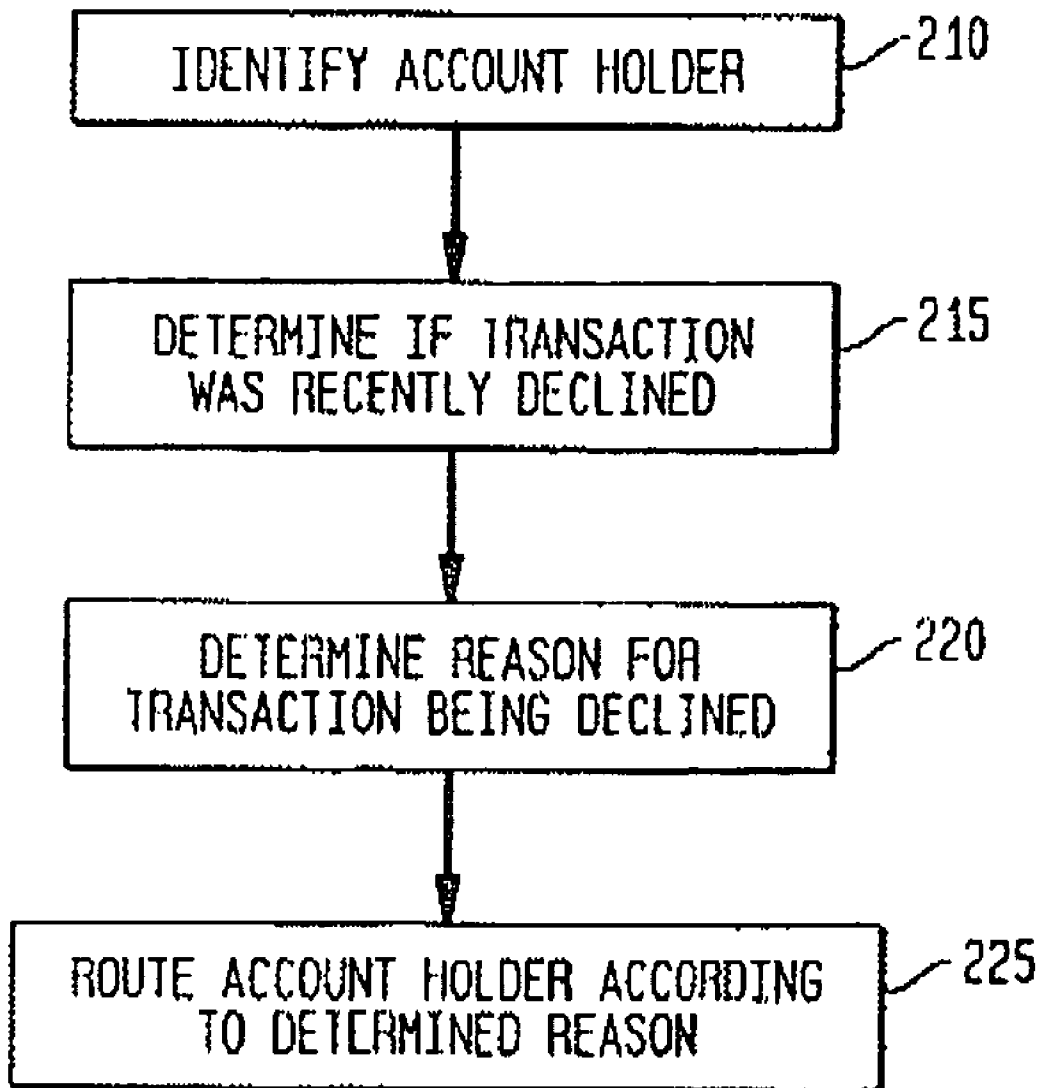 IDENTIFY ACCOUNT HOLDER
210
DETERMINE IF TRANSACTION
WAS RECENTLY DECLINED
215
DETERMINE REASON FOR
TRANSACTION BEING DECLINED
220
ROUTE ACCOUNT HOLDER ACCORDING
TO DETERMINED REASON
225